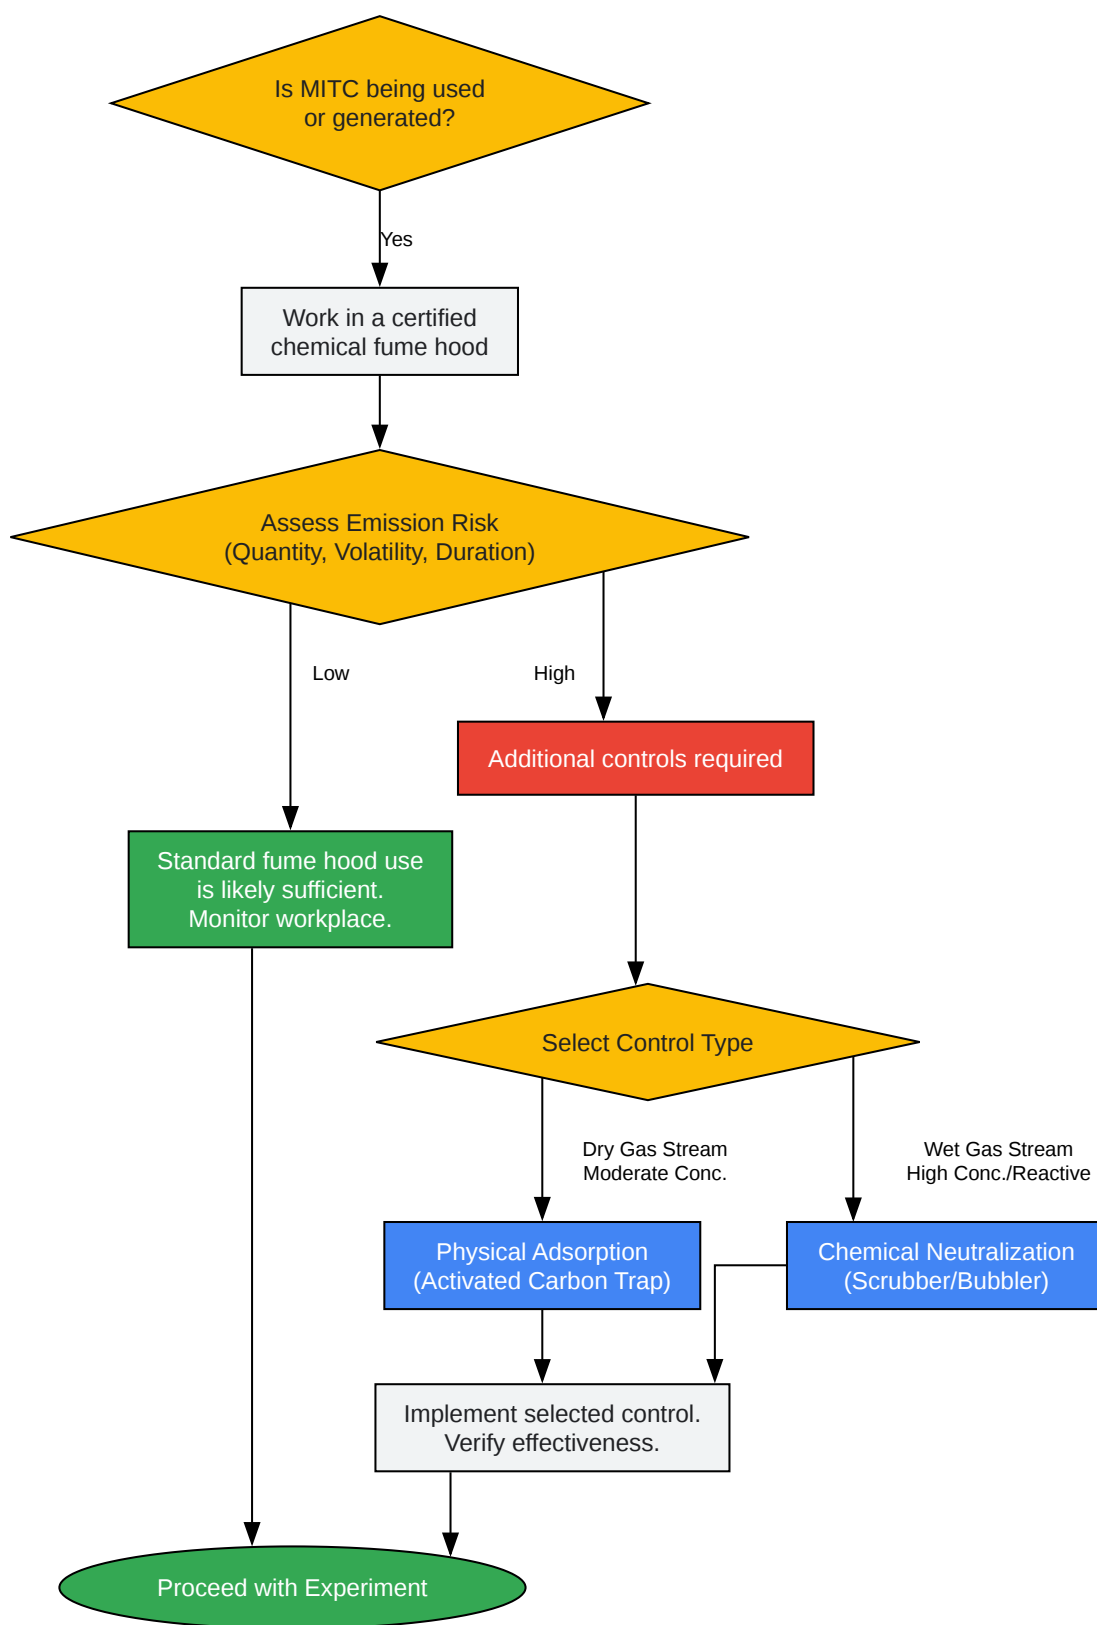 Is MITC being used
or generated?
Yes
Work in a certified
chemical fume hood
Assess Emission Risk
(Quantity, Volatility, Duration)
Low
High
Additional controls required
Standard fume hood use
is likely sufficient.
Monitor workplace.
Select Control Type
Dry Gas Stream
Moderate Conc.
Wet Gas Stream
High Conc./Reactive
Physical Adsorption
(Activated Carbon Trap)
Chemical Neutralization
(Scrubber/Bubbler)
Implement selected control.
Verify effectiveness.
Proceed with Experiment